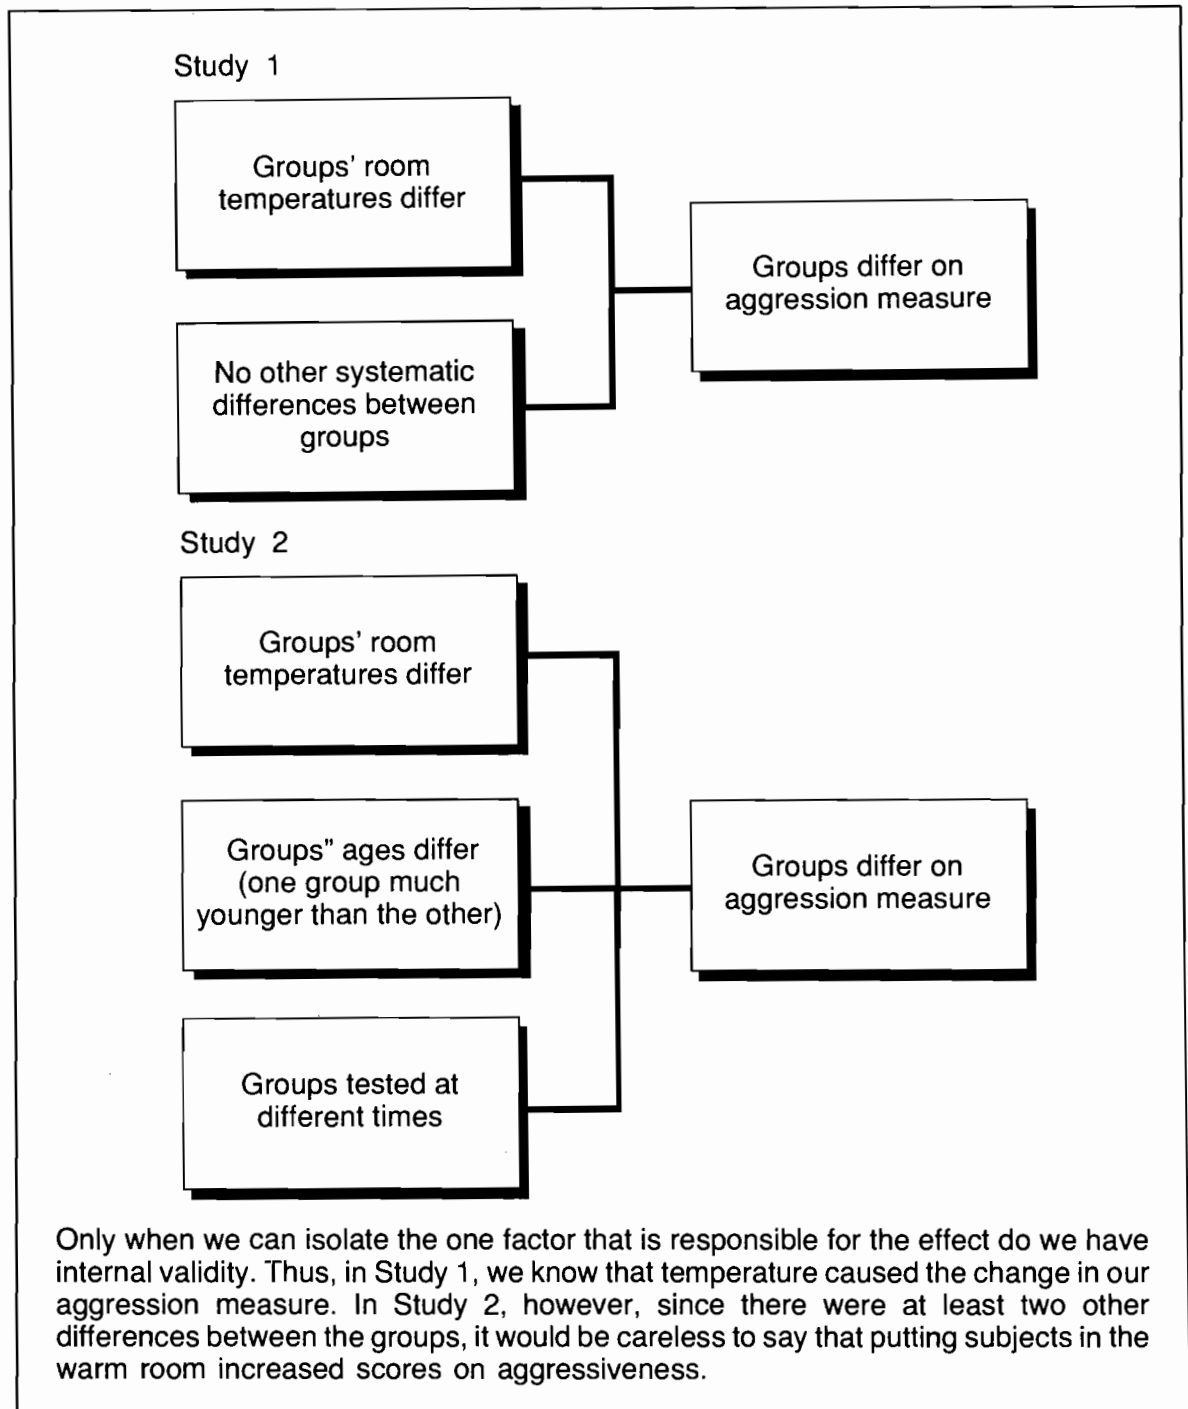 Study 1
Groups' room
temperatures differ
Groups differ on
aggression measure
No other systematic
differences between
groups
Study 2
Groups' room
temperatures differ
Groups” ages differ
(one group much
younger than the other)
Groups differ on
aggression measure
Groups tested at
different times
Only when we can isolate the one factor that is responsible for the effect do we have
internal validity. Thus, in Study 1, we know that temperature caused the change in our
aggression measure. In Study 2, however, since there were at least two other
differences between the groups, it would be careless to say that putting subjects in the
warm room increased scores on aggressiveness.